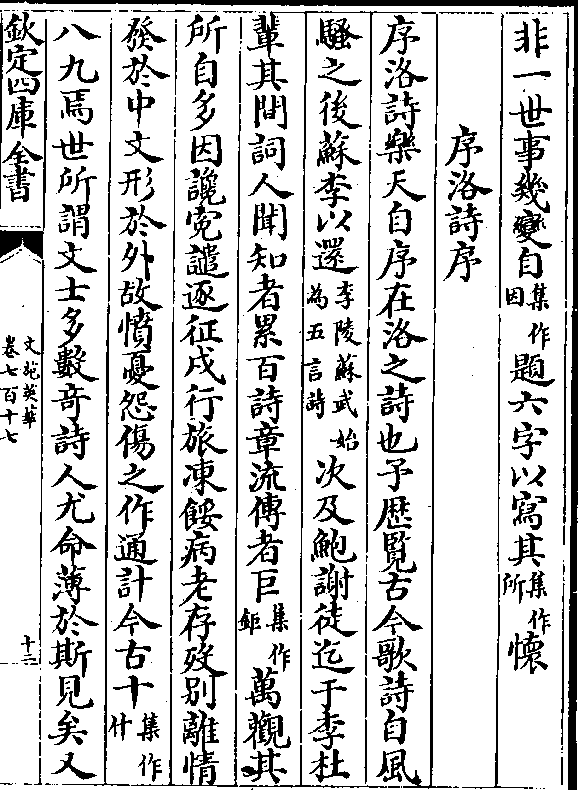 非一世事幾變自集作因題六字以寫其集作所懷
序洛詩序
序洛詩樂天自序在洛之詩也予歴覧古今歌詩自風
騷之後蘇李以還李陵蘇武始為五言詩次及鮑謝徒迄于李杜
輩其間詞人聞知者累百詩章流傳者巨集作鉅萬觀其
所自多因讒寃譴逐征戍行旅凍餒病老存歿别離情
發於中文形於外故憤憂怨傷之作通計今古十集作什
八九焉世所謂文士多數奇詩人尤命薄於斯見矣又
欽定四庫全書
文苑英華
卷七百十七
十三